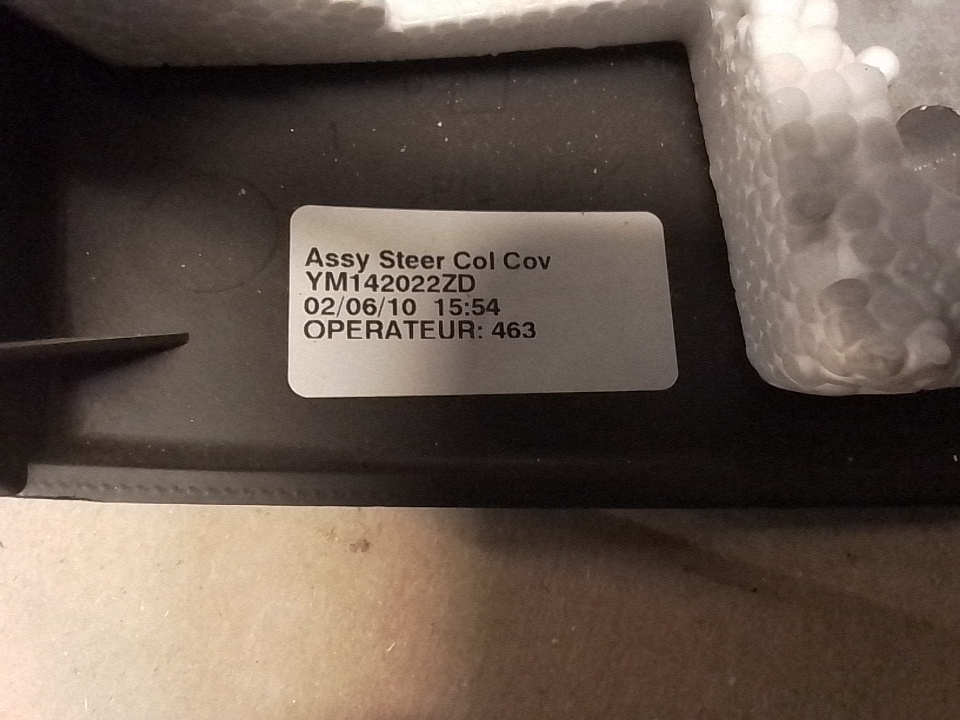 Assy Steer Col Cov
YM142022ZD
02/06/10 15:54
OPERATEUR: 463